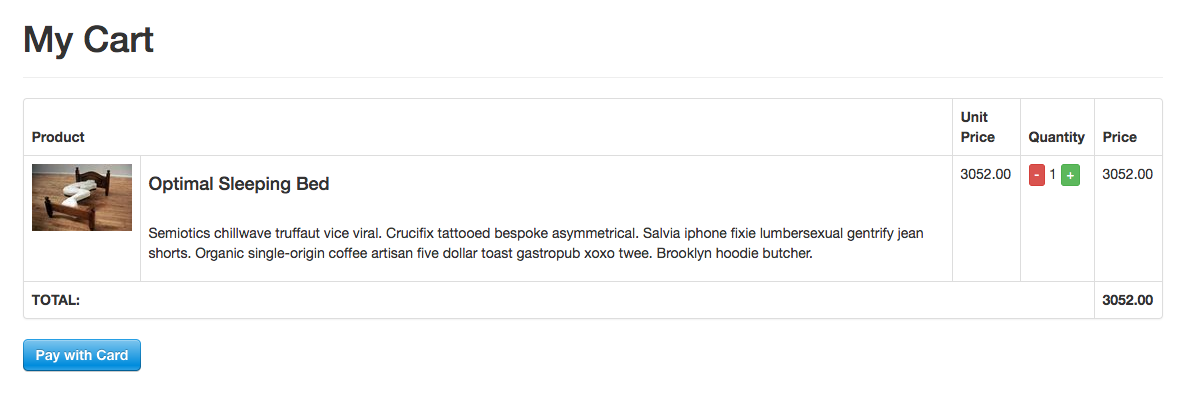 My Cart
Product
Unit
Price
Quantity
Price
Optimal Sleeping Bed
3052.00
- 1 +
3052.00
Semiotics chillwave truffaut vice viral. Crucifix tattooed bespoke asymmetrical. Salvia iphone fixie lumbersexual gentrify jean
shorts. Organic single-origin coffee artisan five dollar toast gastropub xoxo twee. Brooklyn hoodie butcher.
TOTAL:
3052.00
Pay with Card